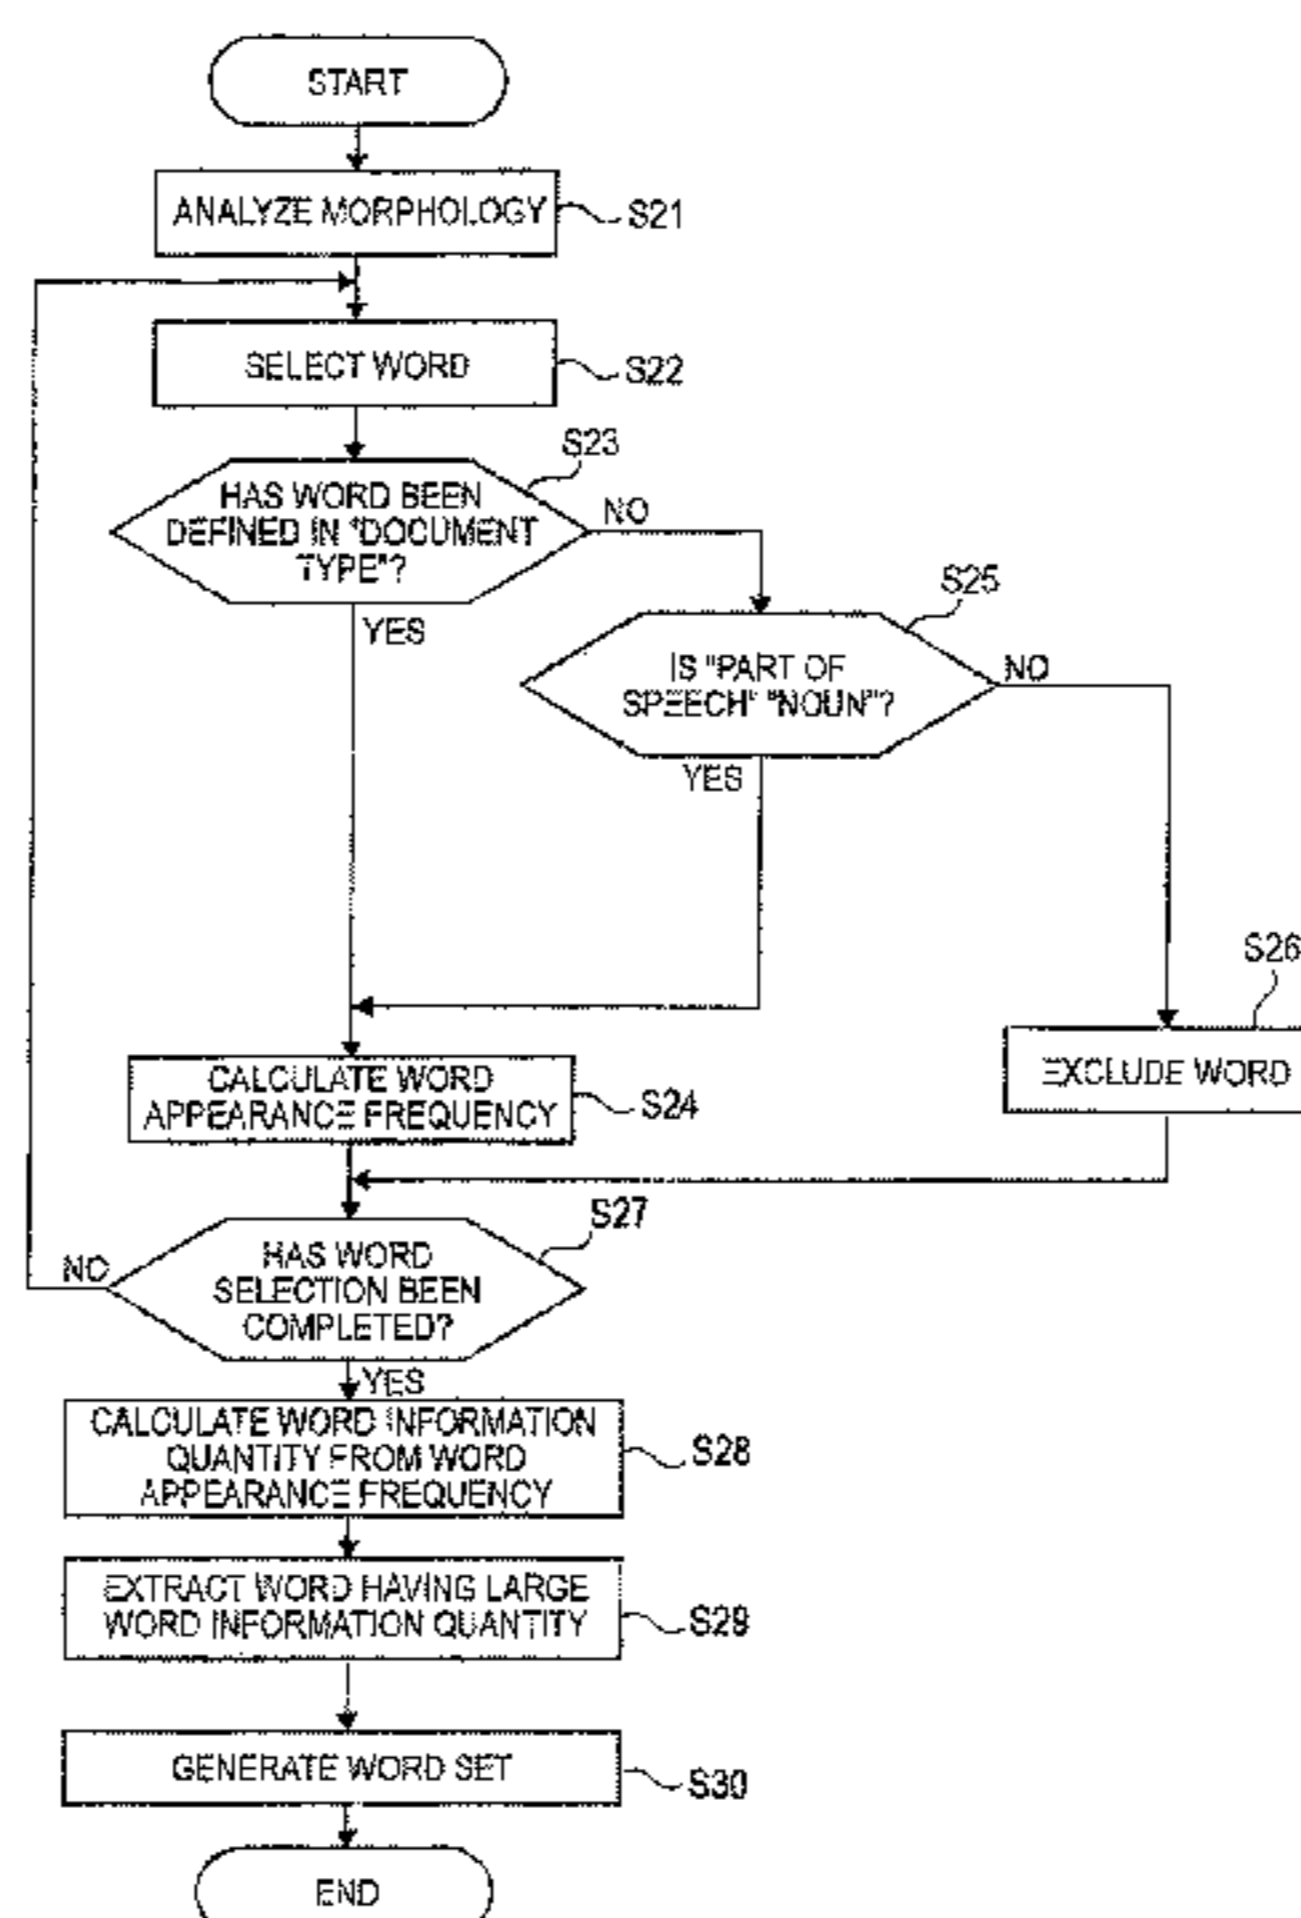 START
ANALYZE MORPHOLOGY
S21
SELECT WORD
S22
S23
HAS WORD BEEN
DEFINED IN "DOCUMENT
TYPE"?
NO
YES
S25
IS "PART OF
SPEECH" "NOUN"?
NO
YES
S26
EXCLUDE WORD
CALCULATE WORD
APPEARANCE FREQUENCY
S24
S27
HAS WORD
SELECTION BEEN
COMPLETED?
NO
YES
CALCULATE WORD INFORMATION
QUANTITY FROM WORD
APPEARANCE FREQUENCY
S28
EXTRACT WORD HAVING LARGE
WORD INFORMATION QUANTITY
S29
GENERATE WORD SET
S30
END